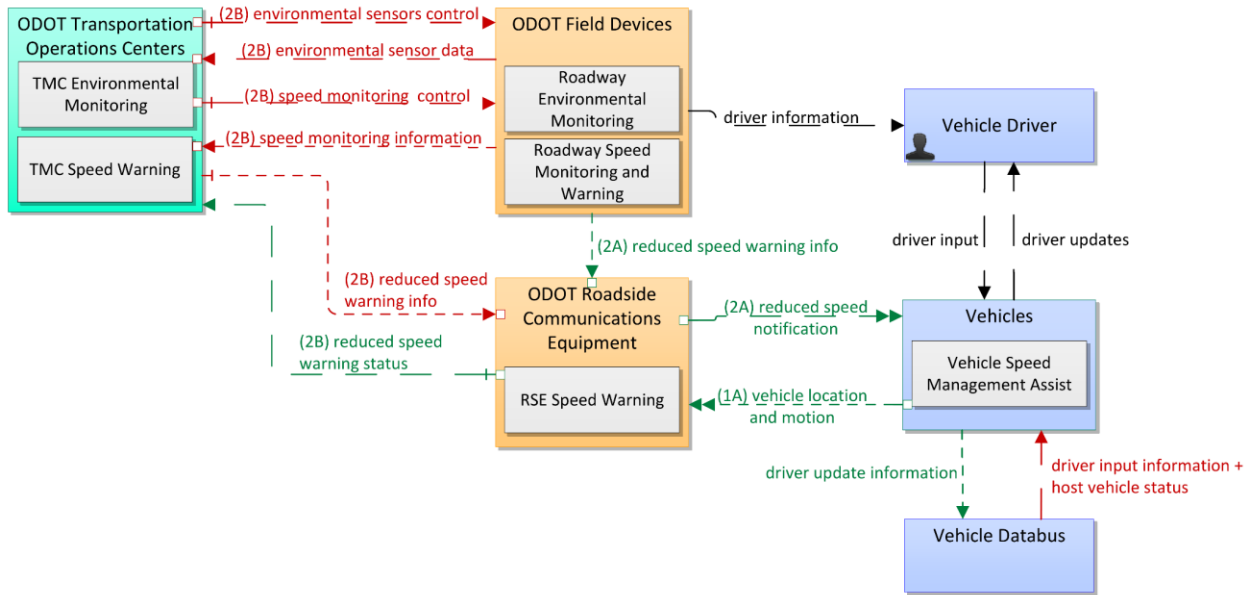 ODOT Transportation
Operations Centers
TMC Environmental
Monitoring
TMC Speed Warning
(2B) environmental sensors control
(2B) environmental sensor data
(2B) speed monitoring control
(2B) speed monitoring information
ODOT Field Devices
Roadway
Environmental
Monitoring
Roadway Speed
Monitoring and
Warning
driver information
Vehicle Driver
driver input
driver updates
(2A) reduced speed warning info
(2B) reduced speed
warning info
(2B) reduced speed
warning status
ODOT Roadside
Communications
Equipment
RSE Speed Warning
(2A) reduced speed
notification
(1A) vehicle location
and motion
Vehicles
Vehicle Speed
Management Assist
driver update information
driver input information +
host vehicle status
Vehicle Databus